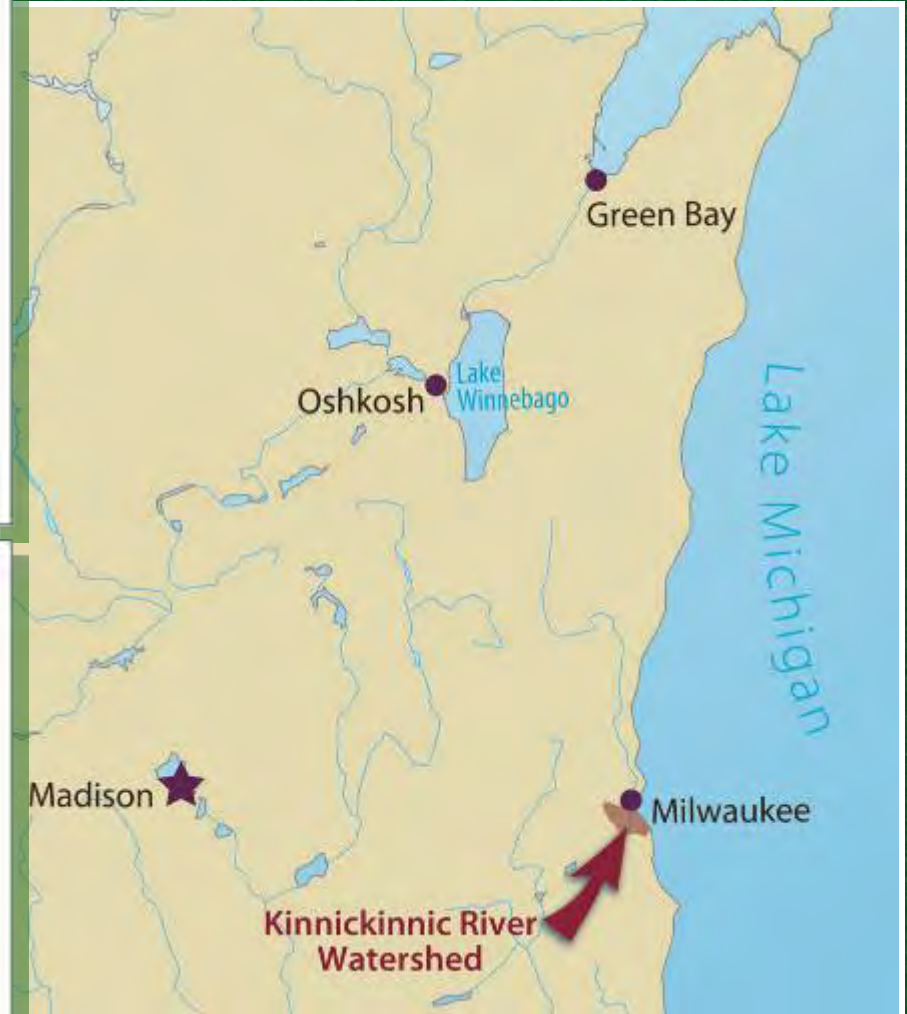 Green Bay
Lake
Winnebago
Oshkosh
Lake Michigan
Madison
Milwaukee
Kinnickinnic River
Watershed